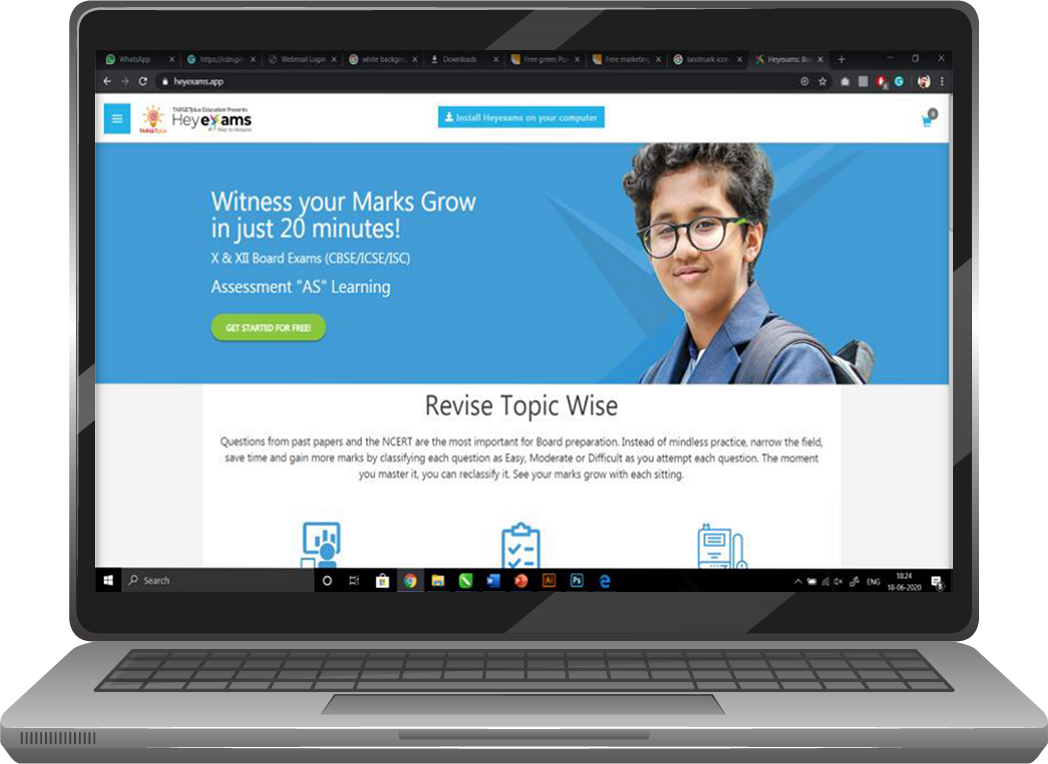 WhatsApp
https://cdn.gr
Webmail Login
white backgro
Downloads
Free green Po
Free marketing
landmark icon
Heyexams: Bo
heyexams.app
TARGETplus Education Presents
Heyexams
Way to Results
TARGETplus
Install Heyexams on your computer
0
Witness your Marks Grow
in just 20 minutes!
X & XII Board Exams (CBSE/ICSE/ISC)
Assessment "AS" Learning
GET STARTED FOR FREE!
Revise Topic Wise
Questions from past papers and the NCERT are the most important for Board preparation. Instead of mindless practice, narrow the field,
save time and gain more marks by classifying each question as Easy, Moderate or Difficult as you attempt each question. The moment
you master it, you can reclassify it. See your marks grow with each sitting.
Search
Ai
Ps
ENG
18:24
18-06-2020